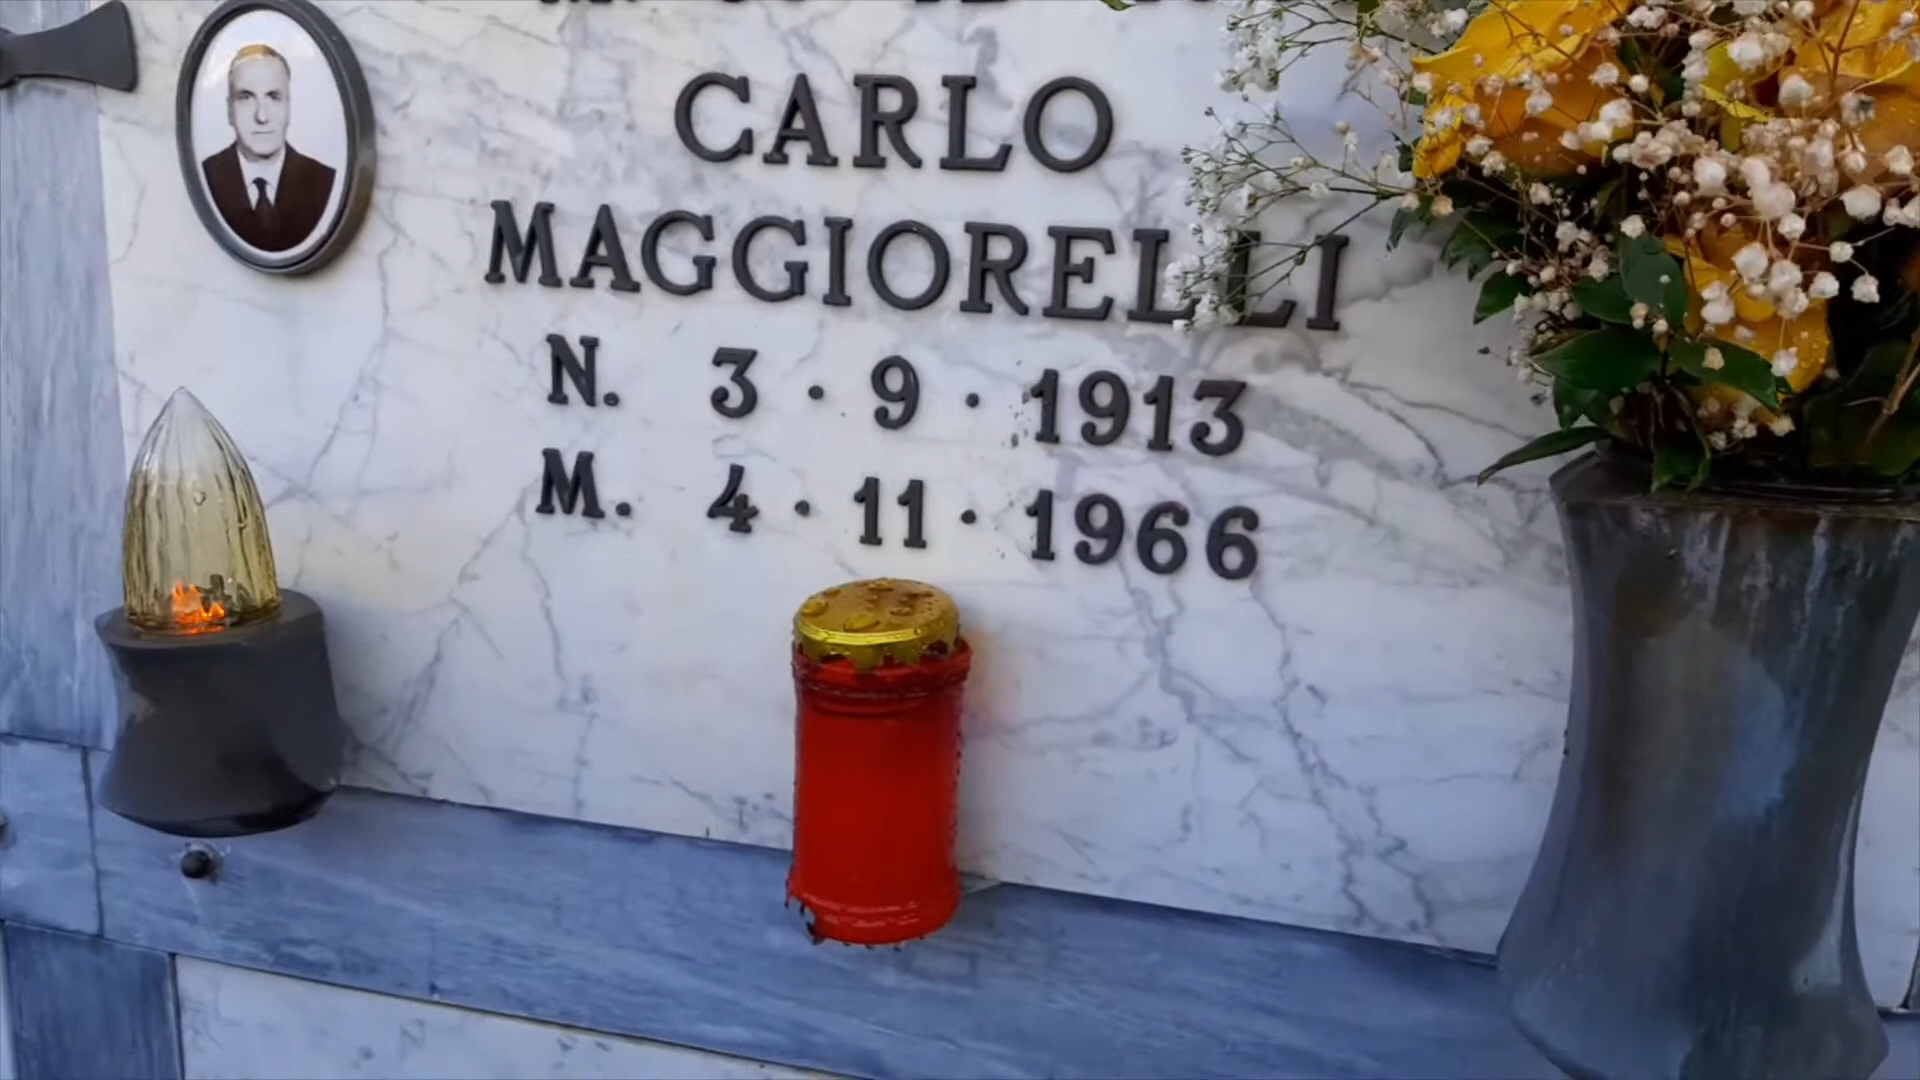 CARLO
MAGGIORELLI
N. 3 · 9 · 1913
M. 4 · 11 · 1966